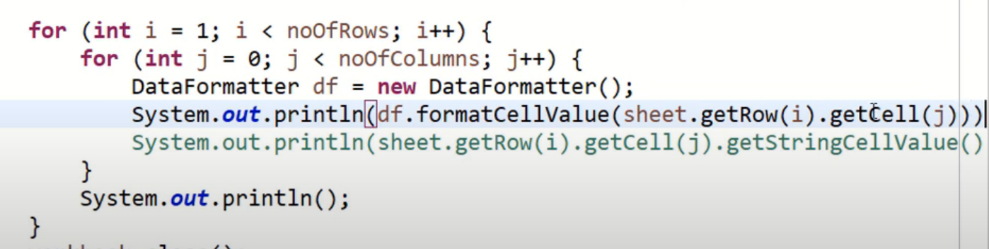 for (int i = 1; i < noOfRows; i++) {
for (int j = 0; j < noOfColumns; j++) {
DataFormatter df = new DataFormatter();
System.out.println(df.formatCellValue(sheet.getRow(i).getCell(j)))
System.out.println(sheet.getRow(i).getCell(j).getStringCellValue()
}
System.out.println();
}